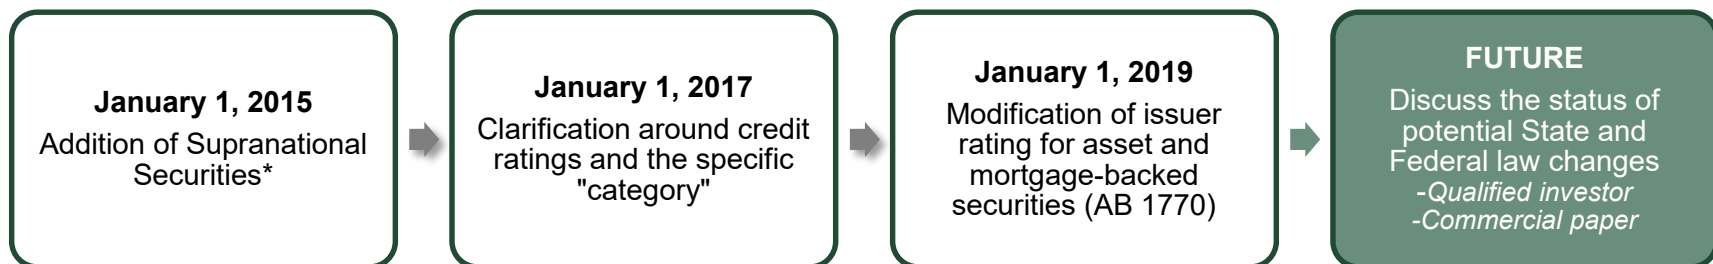 January 1, 2015
Addition of Supranational
Securities*
January 1, 2017
Clarification around credit
ratings and the specific
"category"
January 1, 2019
Modification of issuer
rating for asset and
mortgage-backed
securities (AB 1770)
FUTURE
Discuss the status of
potential State and
Federal law changes
-Qualified investor
-Commercial paper